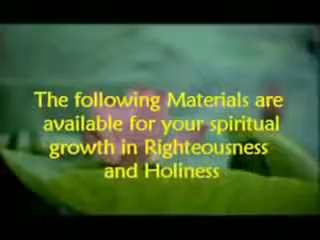 The following Materials are
available for your spiritual
growth in Righteousness
and Holiness